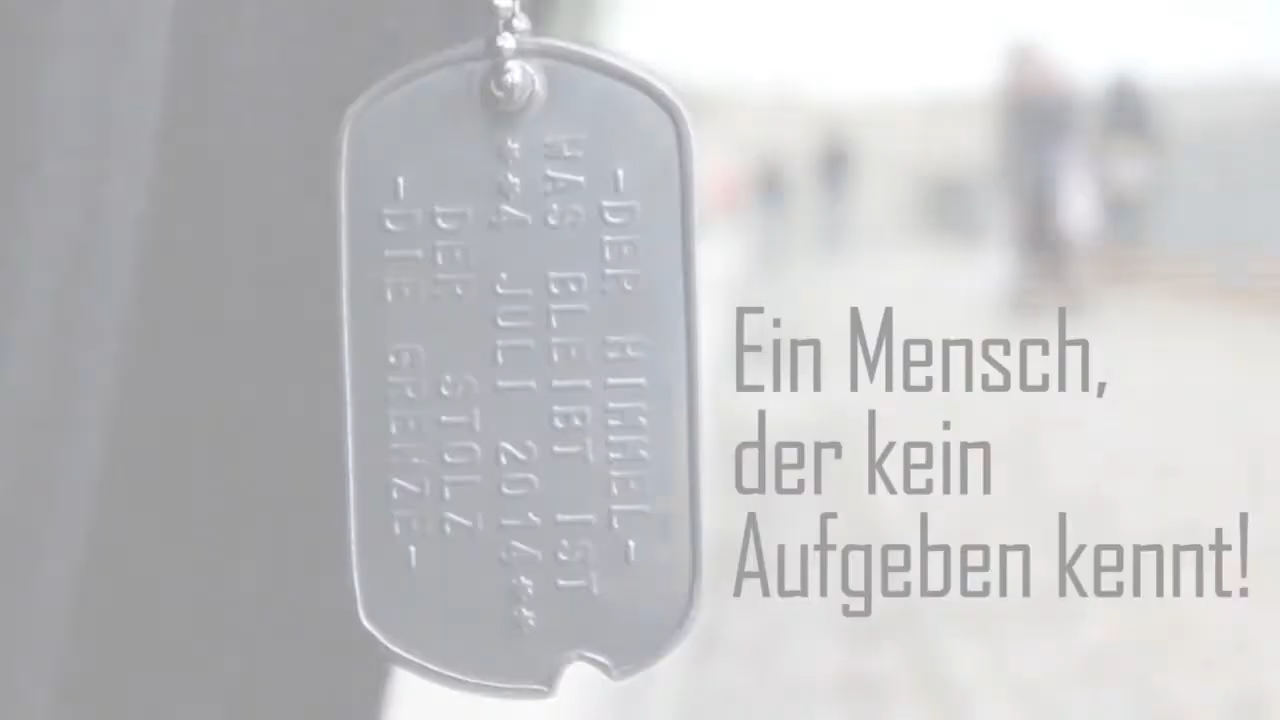 -DER HIMMEL-
WAS BLEIBT IST
**4 JULI 2014**
DER STOLZ
-DIE GRENZE-
Ein Mensch,
der kein
Aufgeben kennt!